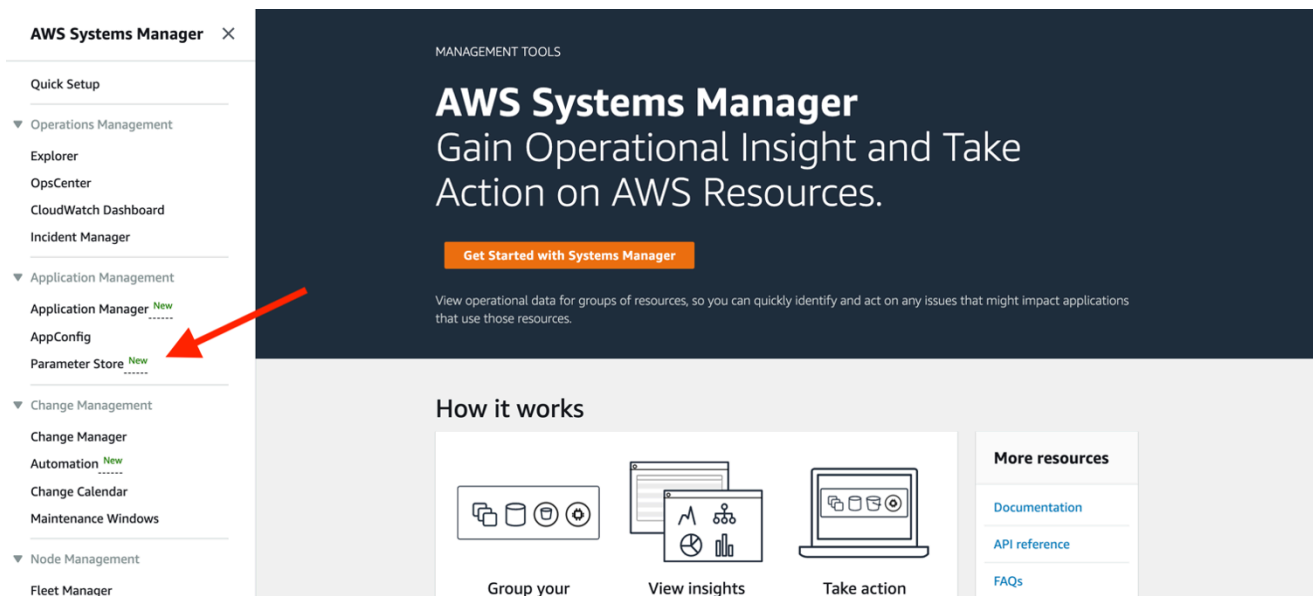 AWS Systems Manager
Quick Setup
Operations Management
Explorer
OpsCenter
CloudWatch Dashboard
Incident Manager
Application Management
Application Manager New
AppConfig
Parameter Store New
Change Management
Change Manager
Automation New
Change Calendar
Maintenance Windows
Node Management
Fleet Manager
MANAGEMENT TOOLS
AWS Systems Manager
Gain Operational Insight and Take
Action on AWS Resources.
Get Started with Systems Manager
View operational data for groups of resources, so you can quickly identify and act on any issues that might impact applications
that use those resources.
How it works
Group your
View insights
Take action
More resources
Documentation
API reference
FAQs